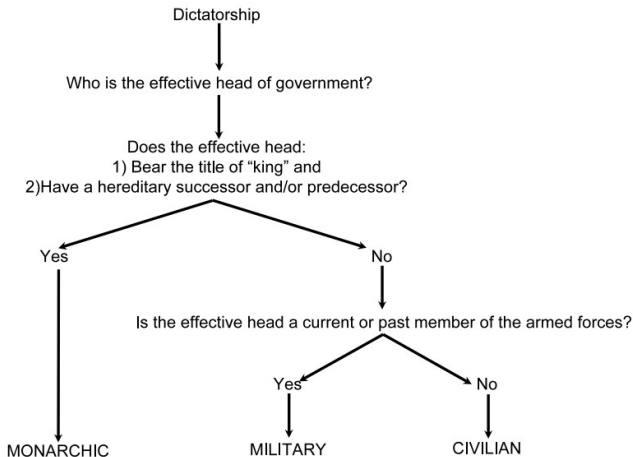 Dictatorship
Who is the effective head of government?
Does the effective head:
1) Bear the title of “king” and
2)Have a hereditary successor and/or predecessor?
Yes
No
Is the effective head a current or past member of the armed forces?
Yes
No
MONARCHIC
MILITARY
CIVILIAN